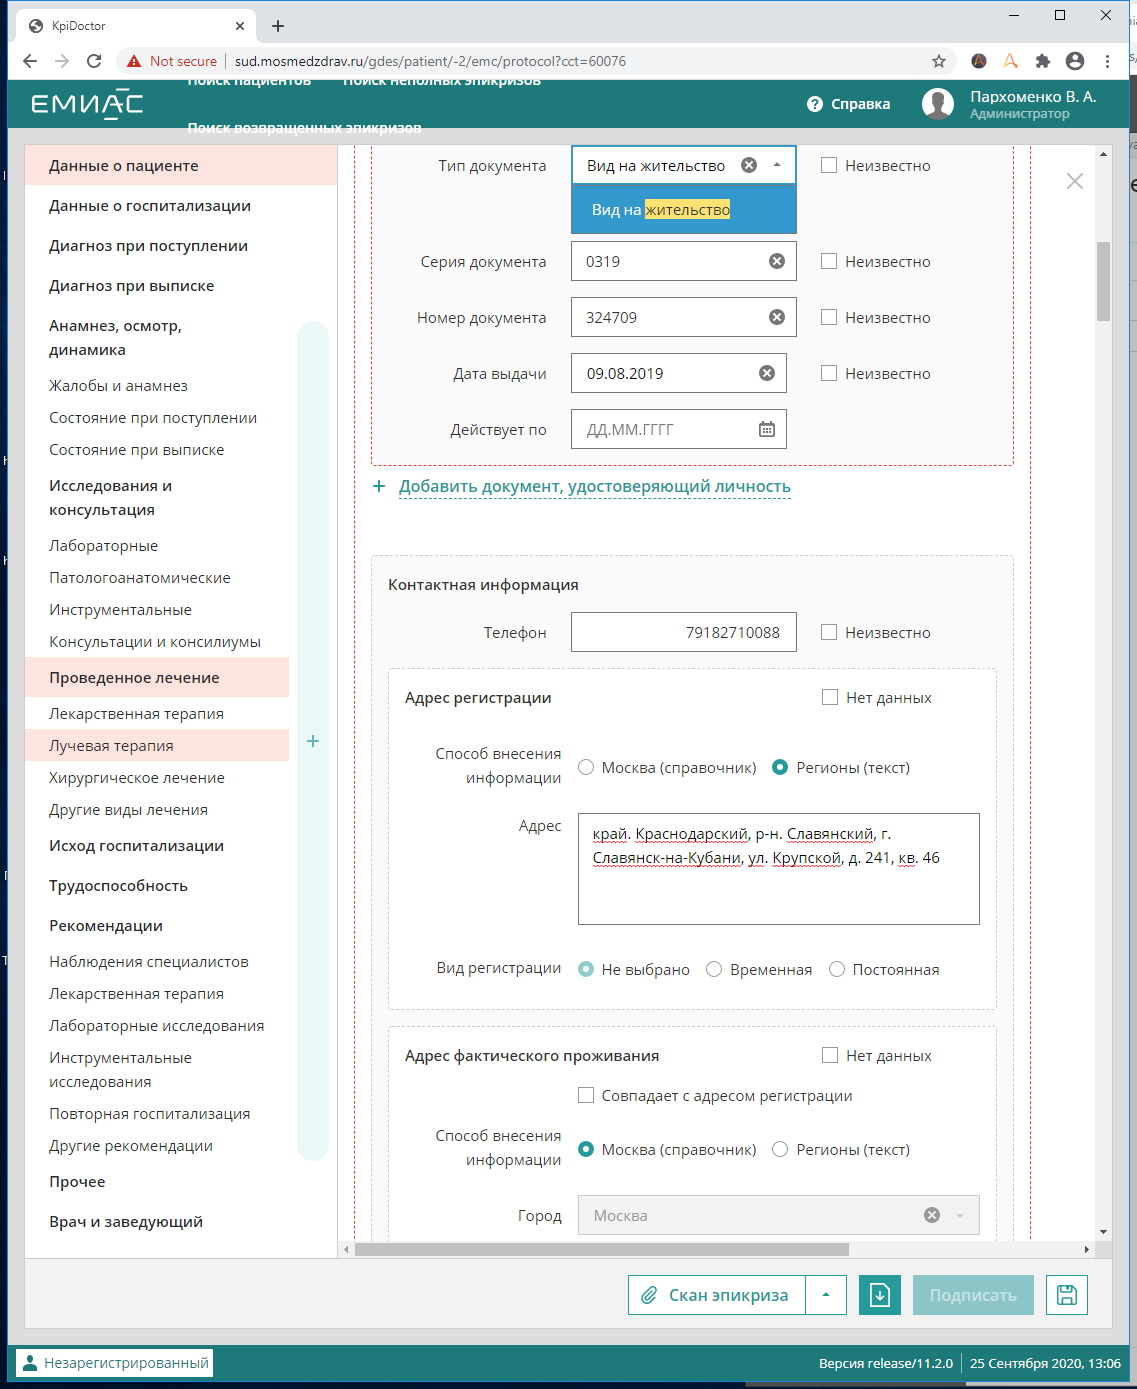 KpiDoctor
Not secure
sud.mosmedzdrav.ru/gdes/patient/-2/emc/protocol?cct=60076
ЕМИАС
Поиск пациентов
Поиск неполных эпикризов
Поиск возвращенных эпикризов
Справка
Пархоменко В. А.
Администратор
Данные о пациенте
Данные о госпитализации
Диагноз при поступлении
Диагноз при выписке
Анамнез, осмотр,
динамика
Жалобы и анамнез
Состояние при поступлении
Состояние при выписке
Исследования и
консультация
Лабораторные
Патологоанатомические
Инструментальные
Консультации и консилиумы
Проведенное лечение
Лекарственная терапия
Лучевая терапия
Хирургическое лечение
Другие виды лечения
Исход госпитализации
Трудоспособность
Рекомендации
Наблюдения специалистов
Лекарственная терапия
Лабораторные исследования
Инструментальные
исследования
Повторная госпитализация
Другие рекомендации
Прочее
Врач и заведующий
Тип документа Вид на жительство Неизвестно
Вид на жительство
Серия документа 0319 Неизвестно
Номер документа 324709 Неизвестно
Дата выдачи 09.08.2019 Неизвестно
Действует по ДД.ММ.ГГГГ
+ Добавить документ, удостоверяющий личность
Контактная информация
Телефон 79182710088 Неизвестно
Адрес регистрации Нет данных
Способ внесения
информации
Москва (справочник) Регионы (текст)
Адрес
край. Краснодарский, р-н. Славянский, г.
Славянск-на-Кубани, ул. Крупской, д. 241, кв. 46
Вид регистрации Не выбрано Временная Постоянная
Адрес фактического проживания Нет данных
Совпадает с адресом регистрации
Способ внесения
информации
Москва (справочник) Регионы (текст)
Город Москва
Скан эпикриза
Подписать
Незарегистрированный
Версия release/11.2.0
25 Сентября 2020, 13:06